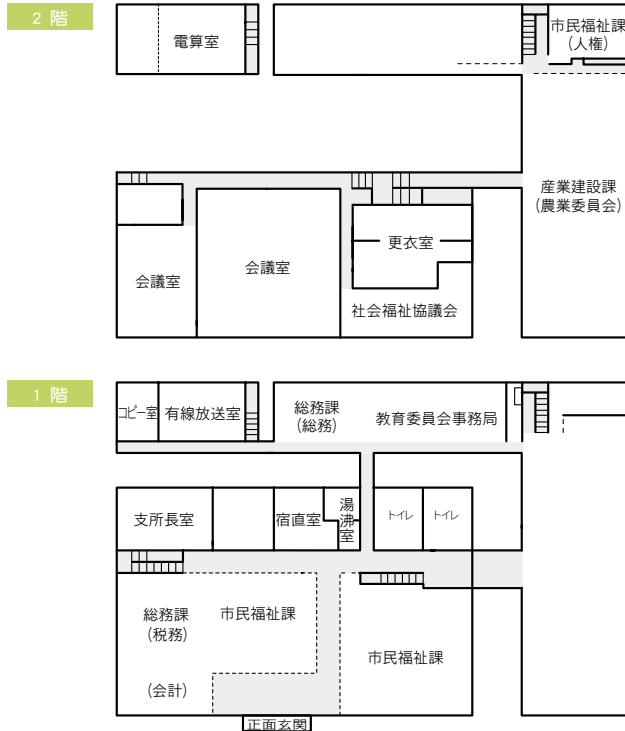 2 階
電算室
市民福祉課
(人権)
産業建設課
(農業委員会)
更衣室
会議室
会議室
社会福祉協議会
1 階
コピー室
有線放送室
総務課
(総務)
教育委員会事務局
支所長室
宿直室
湯沸室
トイレ
トイレ
総務課
(税務)
市民福祉課
市民福祉課
(会計)
正面玄関